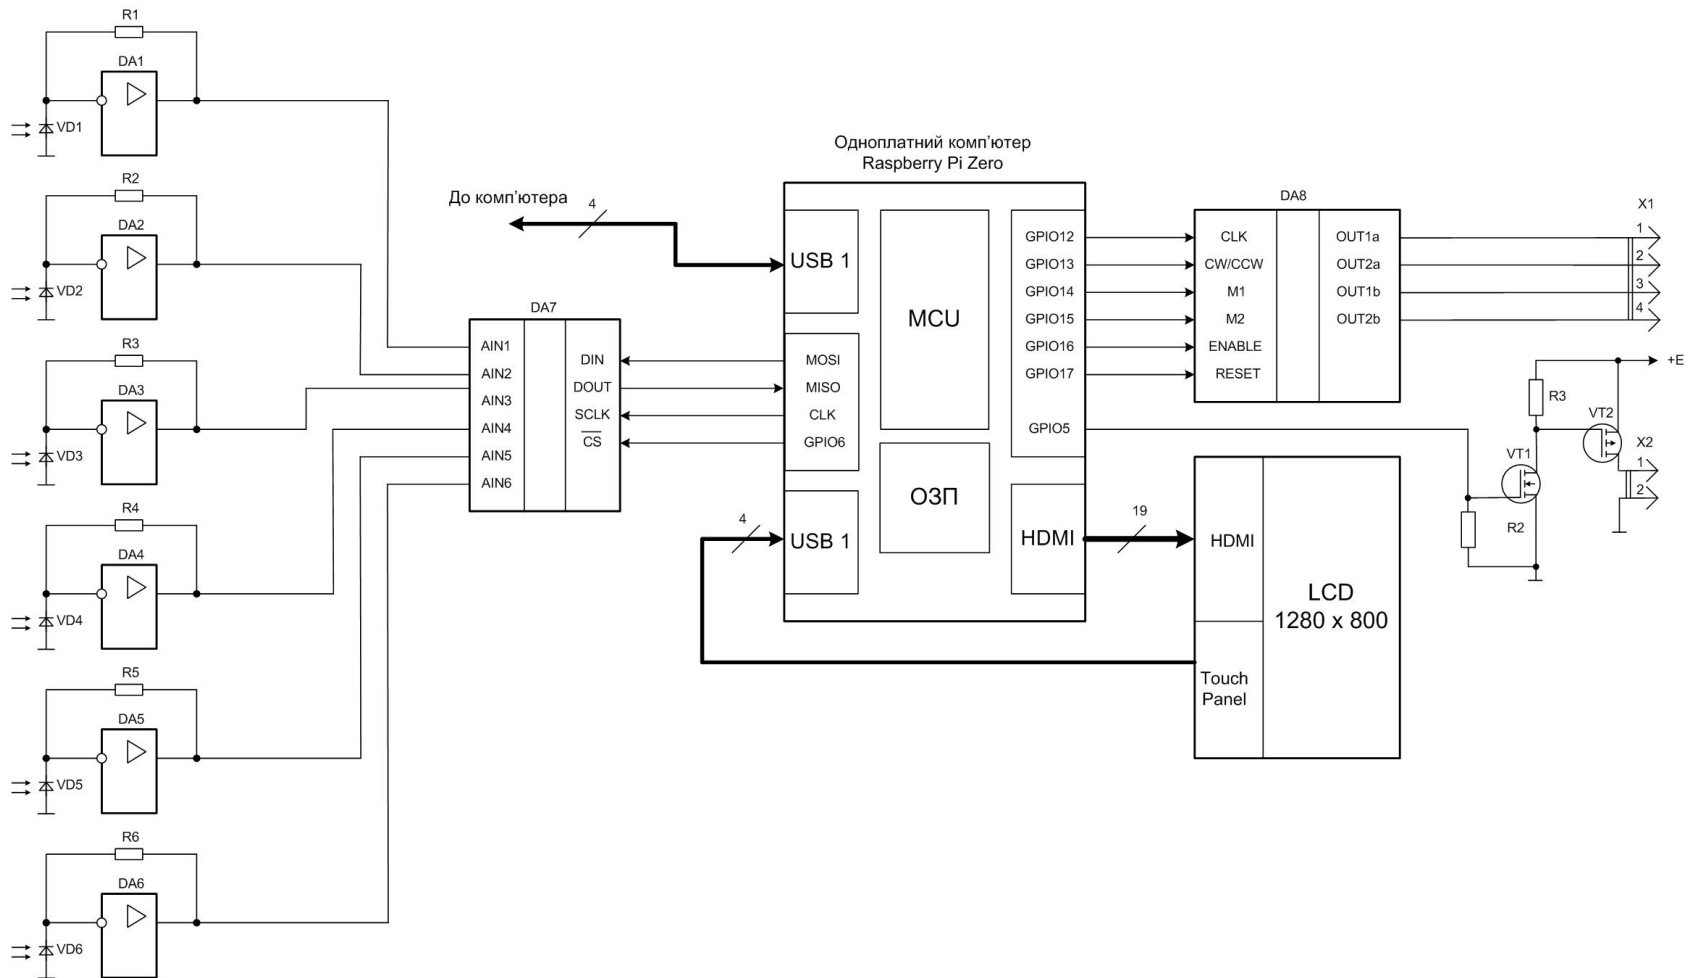 R1
DA1
VD1
R2
DA2
VD2
R3
DA3
VD3
R4
DA4
VD4
R5
DA5
VD5
R6
DA6
VD6
До комп'ютера
4
DA7
AIN1
AIN2
AIN3
AIN4
AIN5
AIN6
DIN
DOUT
SCLK
CS
Одноплатний комп'ютер
Raspberry Pi Zero
USB 1
MOSI
MISO
CLK
GPIO6
4
USB 1
MCU
ОЗП
GPIO12
GPIO13
GPIO14
GPIO15
GPIO16
GPIO17
GPIO5
HDMI
19
DA8
CLK
CW/CCW
M1
M2
ENABLE
RESET
OUT1a
OUT2a
OUT1b
OUT2b
X1
1
2
3
4
+E
R3
VT2
VT1
R2
X2
1
2
HDMI
LCD
1280 x 800
Touch
Panel